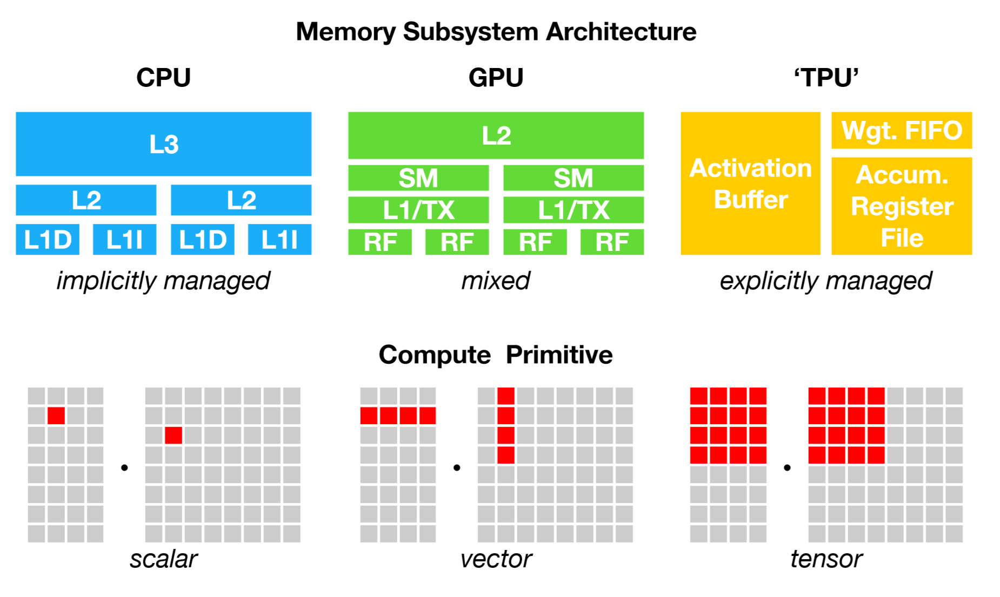 Memory Subsystem Architecture
CPU
GPU
‘TPU’
L3
L2 L2
L1D L1I L1D L1I
implicitly managed
L2
SM SM
L1/TX L1/TX
RF RF RF RF
mixed
Activation
Buffer
Wgt. FIFO
Accum.
Register
File
explicitly managed
Compute Primitive
scalar
vector
tensor